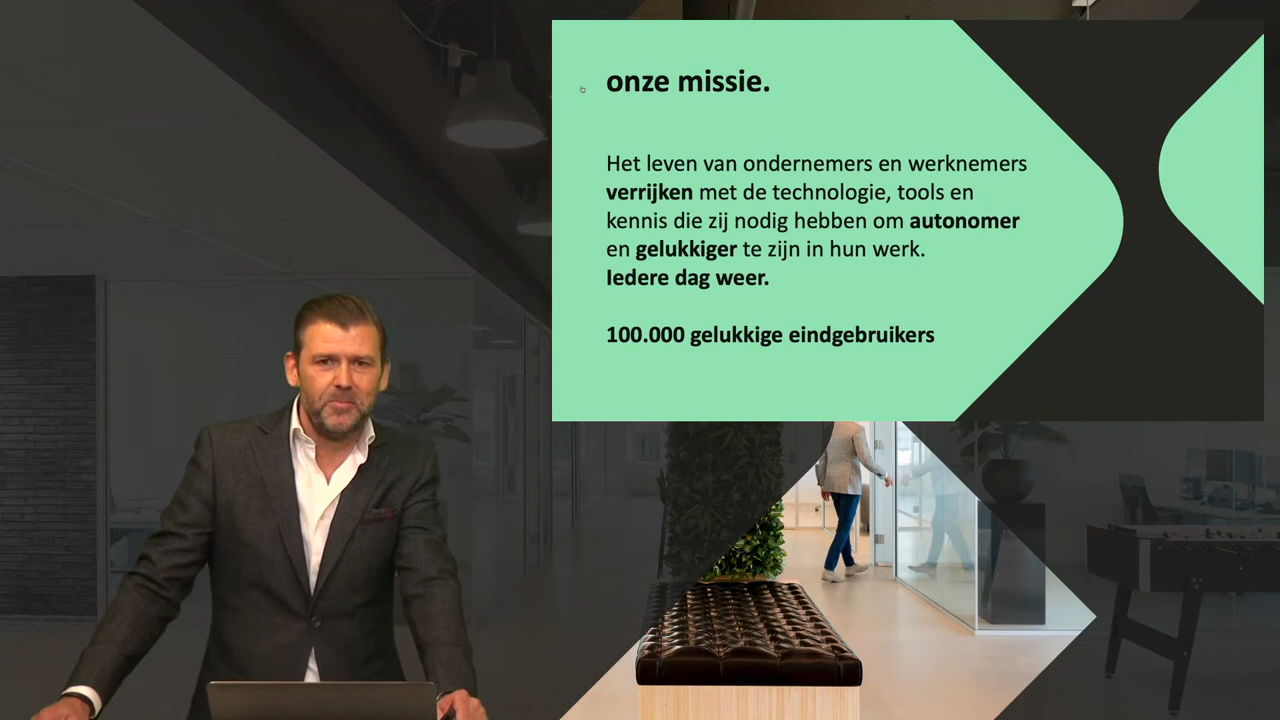 onze missie.
Het leven van ondernemers en werknemers
verrijken met de technologie, tools en
kennis die zij nodig hebben om autonomer
en gelukkiger te zijn in hun werk.
Iedere dag weer.
100.000 gelukkige eindgebruikers